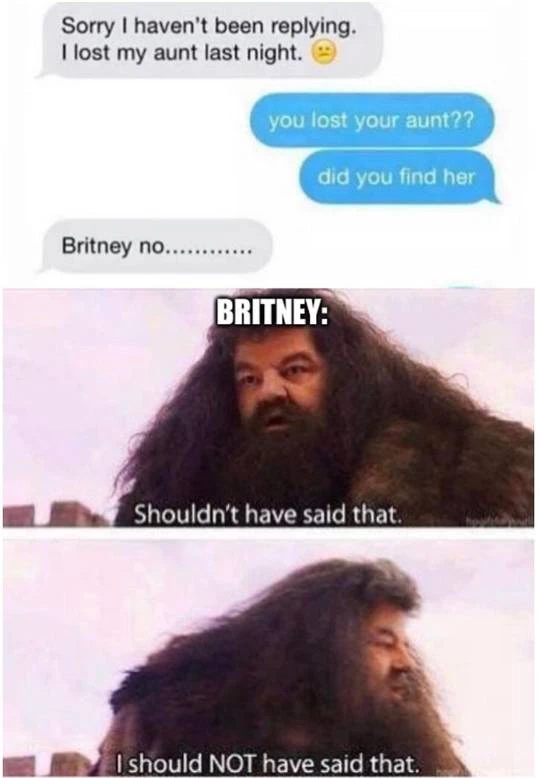 Sorry I haven't been replying.
I lost my aunt last night. 😕
you lost your aunt??
did you find her
Britney no............
BRITNEY:
Shouldn't have said that.
I should NOT have said that.